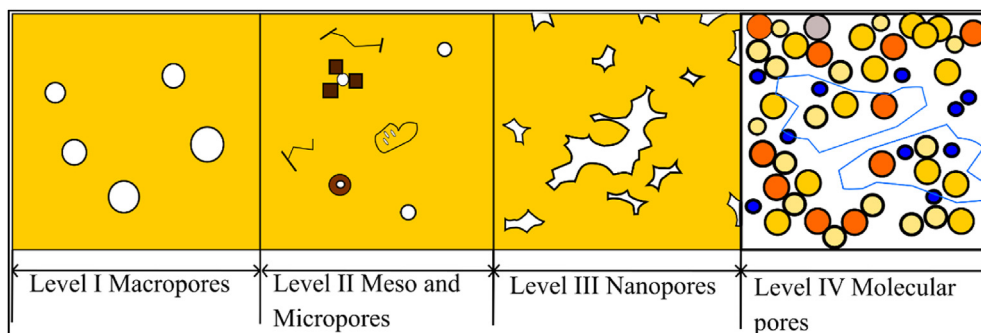 Level I Macropores
Level II Meso and
Micropores
Level III Nanopores
Level IV Molecular
pores